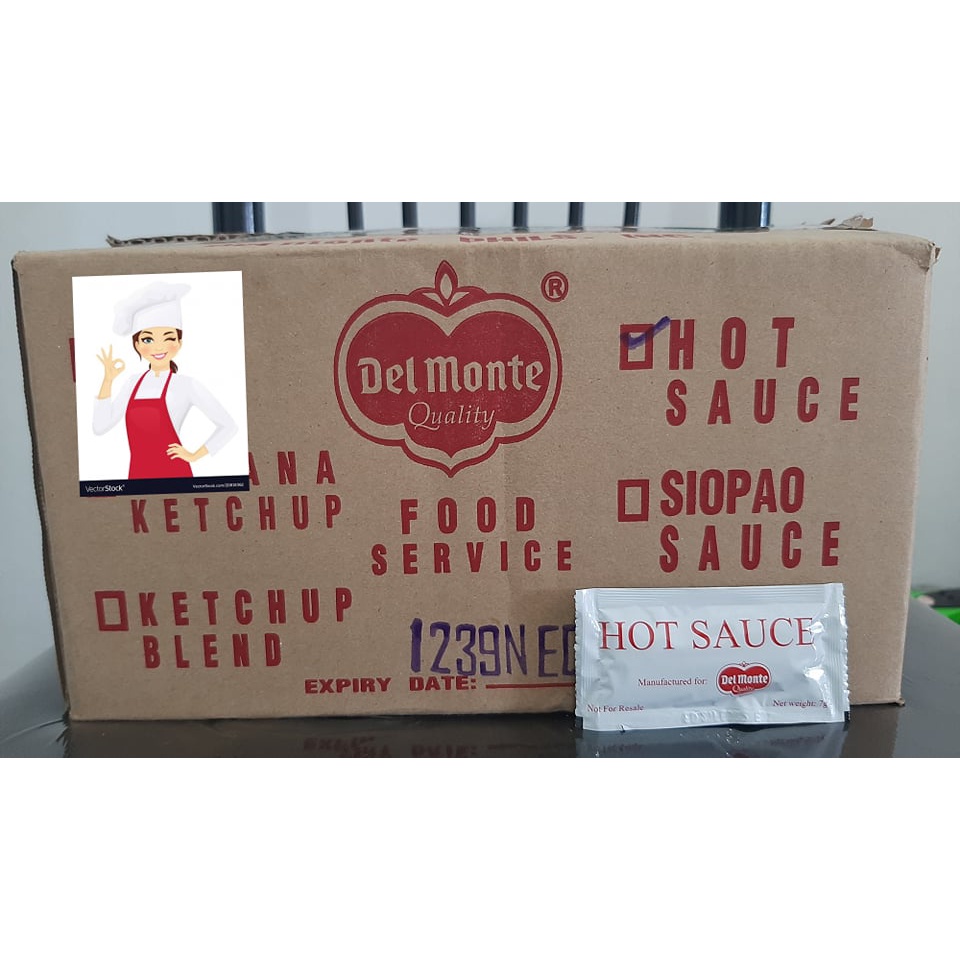 Del Monte
Quality
®
HOT
SAUCE
ANA
KETCHUP
FOOD
SERVICE
SIOPAO
SAUCE
KETCHUP
BLEND
1239N
EXPIRY DATE:
HOT SAUCE
Manufactured for:
Del Monte
Quality
Not For Resale
Net weight: 7g
VectorStock